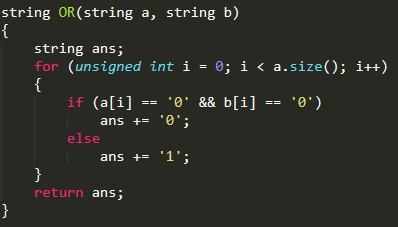 string OR(string a, string b)
{
    string ans;
    for (unsigned int i = 0; i < a.size(); i++)
    {
        if (a[i] == '0' && b[i] == '0')
            ans += '0';
        else
            ans += '1';
    }
    return ans;
}